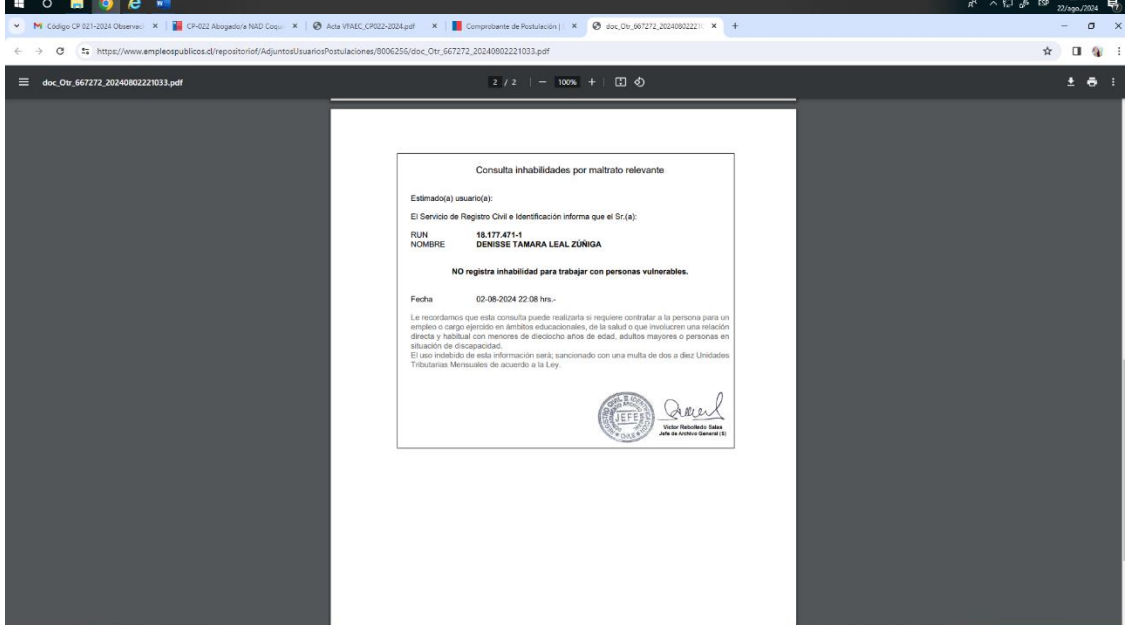 22/ago./2024
Código CP 021-2024 Observaci
CP-022 Abogado/a NAD Coqui
Acta VFAEC_CP022-2024.pdf
Comprobante de Postulación |
doc_Otr_667272_2024080222103
https://www.empleospublicos.cl/repositoriof/AdjuntosUsuariosPostulaciones/8006256/doc_Otr_667272_20240802221033.pdf
doc_Otr_667272_20240802221033.pdf
2 / 2
100%
Consulta inhabilidades por maltrato relevante
Estimado(a) usuario(a):
El Servicio de Registro Civil e Identificación informa que el Sr.(a):
RUN 18.177.471-1
NOMBRE DENISSE TAMARA LEAL ZÚÑIGA
NO registra inhabilidad para trabajar con personas vulnerables.
Fecha 02-08-2024 22:08 hrs.-
Le recordamos que esta consulta puede realizarla si requiere contratar a la persona para un
empleo o cargo ejercido en ámbitos educacionales, de la salud o que involucren una relación
directa y habitual con menores de dieciocho años de edad, adultos mayores o personas en
situación de discapacidad.
El uso indebido de esta información será; sancionado con una multa de dos a diez Unidades
Tributarias Mensuales de acuerdo a la Ley.
JEFE
CHILE
Victor Rebolledo Salas
Jefe de Archivo General (S)